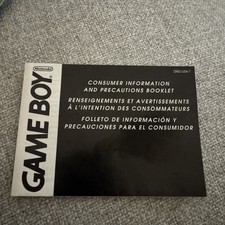 Nintendo
GAME BOY
CONSUMER INFORMATION
AND PRECAUTIONS BOOKLET
RENSEIGNEMENTS ET AVERTISSEMENTS
À L'INTENTION DES CONSOMMATEURS
FOLLETO DE INFORMACIÓN Y
PRECAUCIONES PARA EL CONSUMIDOR